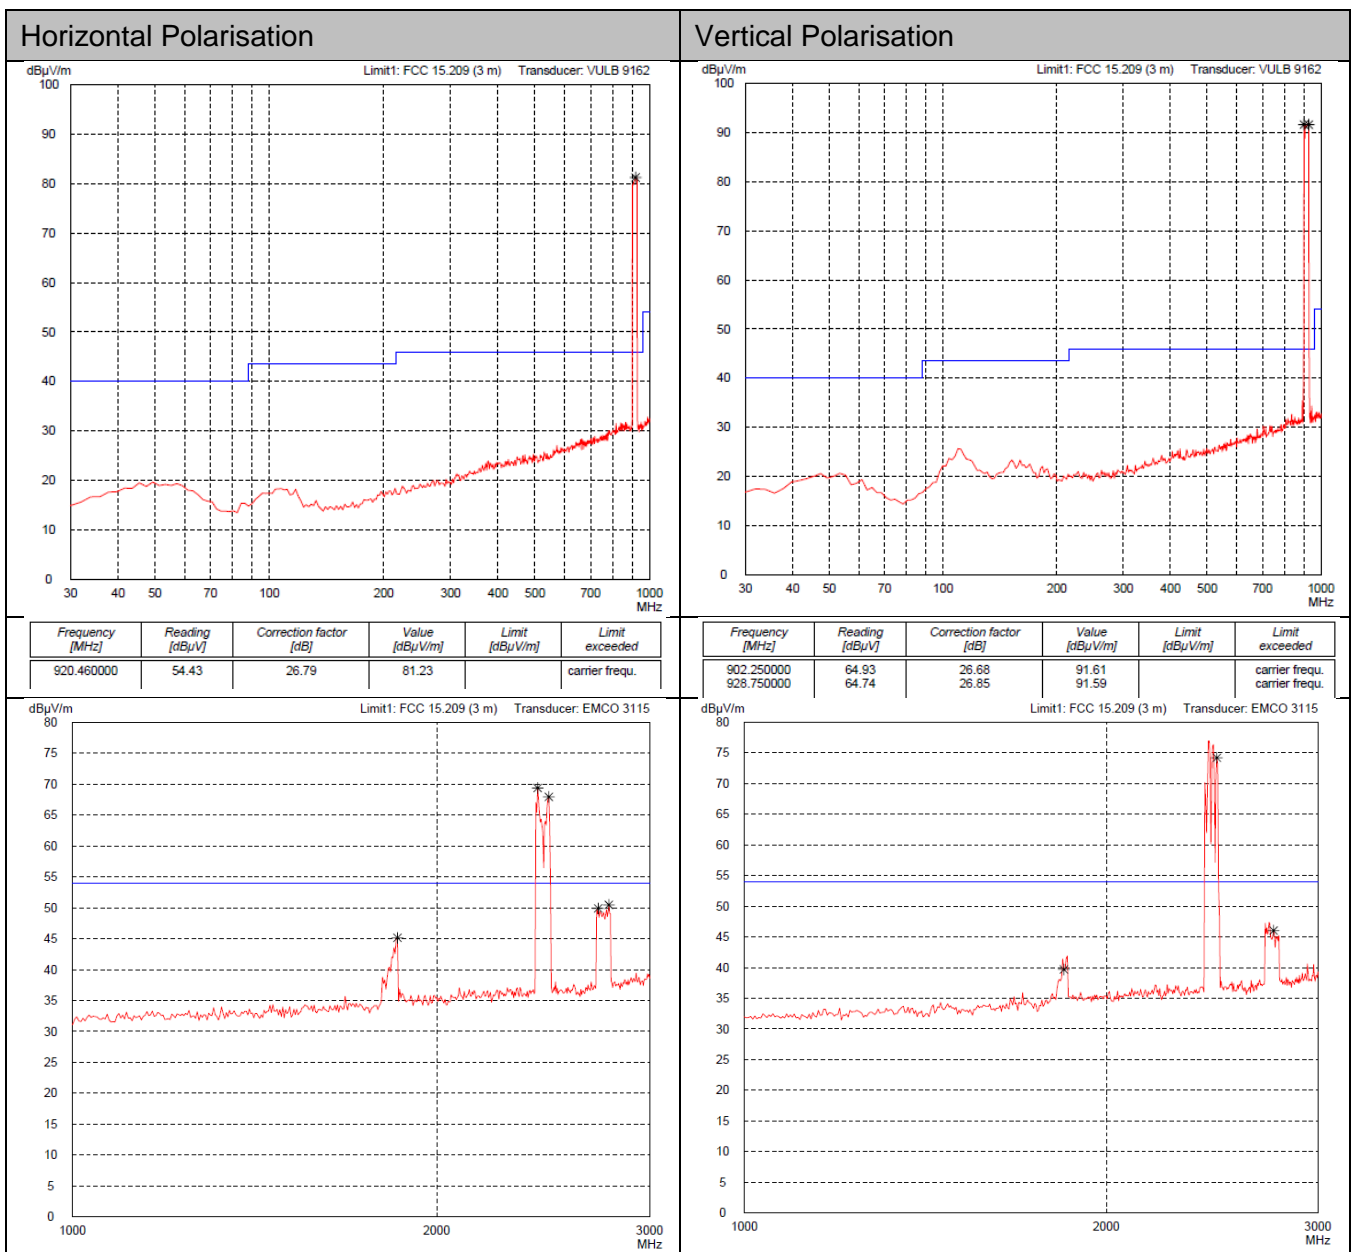 Horizontal Polarisation
Vertical Polarisation
dBµV/m Limit1: FCC 15.209 (3 m) Transducer: VULB 9162
100
90
80
70
60
50
40
30
20
10
0
30 40 50 70 100 200 300 400 500 700 1000
MHz
dBµV/m Limit1: FCC 15.209 (3 m) Transducer: VULB 9162
100
90
80
70
60
50
40
30
20
10
0
30 40 50 70 100 200 300 400 500 700 1000
MHz
Frequency [MHz] Reading [dBµV] Correction factor [dB] Value [dBµV/m] Limit [dBµV/m] Limit exceeded
920.460000 54.43 26.79 81.23 carrier frequ.
Frequency [MHz] Reading [dBµV] Correction factor [dB] Value [dBµV/m] Limit [dBµV/m] Limit exceeded
902.250000 64.93 26.68 91.61 carrier frequ.
928.750000 64.74 26.85 91.59 carrier frequ.
dBµV/m Limit1: FCC 15.209 (3 m) Transducer: EMCO 3115
80
75
70
65
60
55
50
45
40
35
30
25
20
15
10
5
0
1000 2000 3000
MHz
dBµV/m Limit1: FCC 15.209 (3 m) Transducer: EMCO 3115
80
75
70
65
60
55
50
45
40
35
30
25
20
15
10
5
0
1000 2000 3000
MHz